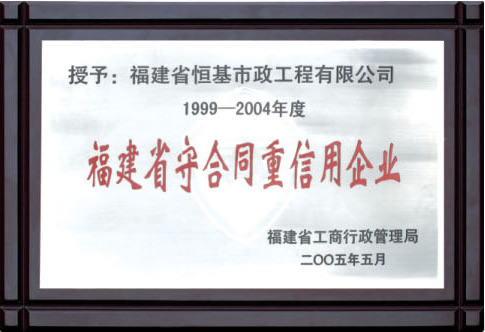 授予：福建省恒基市政工程有限公司
1999—2004年度
福建省守合同重信用企业
福建省工商行政管理局
二〇〇五年五月